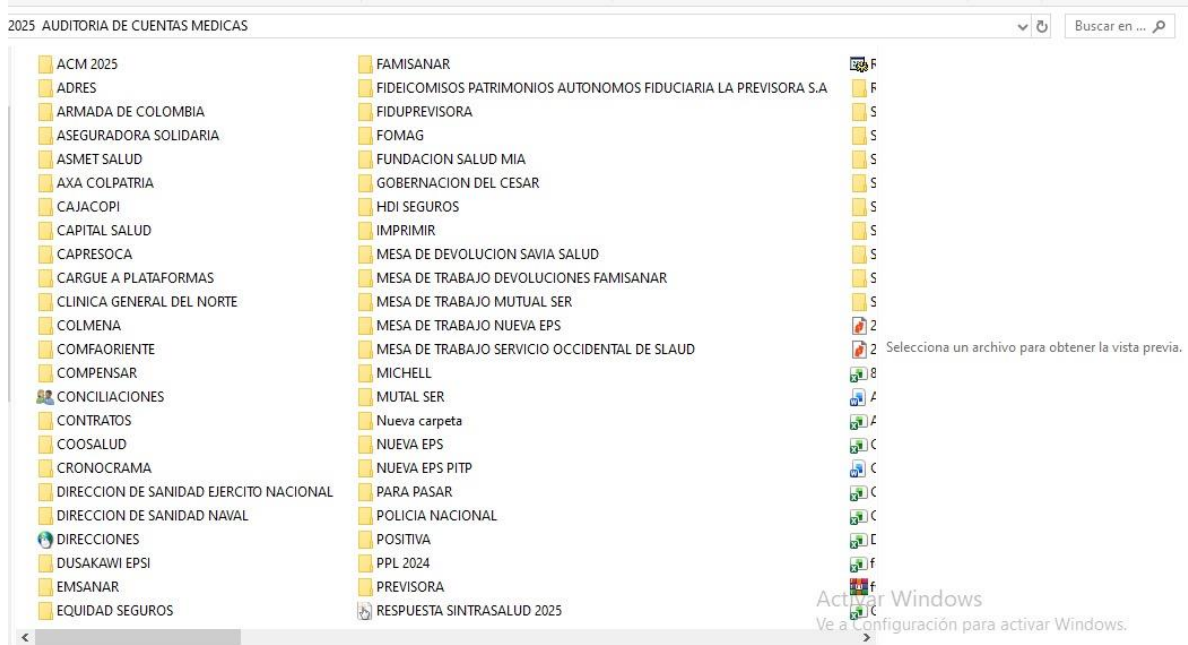 2025 AUDITORIA DE CUENTAS MEDICAS
Buscar en ...
ACM 2025
ADRES
ARMADA DE COLOMBIA
ASEGURADORA SOLIDARIA
ASMET SALUD
AXA COLPATRIA
CAJACOPI
CAPITAL SALUD
CAPRESOCA
CARGUE A PLATAFORMAS
CLINICA GENERAL DEL NORTE
COLMENA
COMFAORIENTE
COMPENSAR
CONCILIACIONES
CONTRATOS
COOSALUD
CRONOCRAMA
DIRECCION DE SANIDAD EJERCITO NACIONAL
DIRECCION DE SANIDAD NAVAL
DIRECCIONES
DUSAKAWI EPSI
EMSANAR
EQUIDAD SEGUROS
FAMISANAR
FIDEICOMISOS PATRIMONIOS AUTONOMOS FIDUCIARIA LA PREVISORA S.A
FIDUPREVISORA
FOMAG
FUNDACION SALUD MIA
GOBERNACION DEL CESAR
HDI SEGUROS
IMPRIMIR
MESA DE DEVOLUCION SAVIA SALUD
MESA DE TRABAJO DEVOLUCIONES FAMISANAR
MESA DE TRABAJO MUTUAL SER
MESA DE TRABAJO NUEVA EPS
MESA DE TRABAJO SERVICIO OCCIDENTAL DE SLAUD
MICHELL
MUTAL SER
Nueva carpeta
NUEVA EPS
NUEVA EPS PITP
PARA PASAR
POLICIA NACIONAL
POSITIVA
PPL 2024
PREVISORA
RESPUESTA SINTRASALUD 2025
Selecciona un archivo para obtener la vista previa.
Activar Windows
Ve a Configuración para activar Windows.